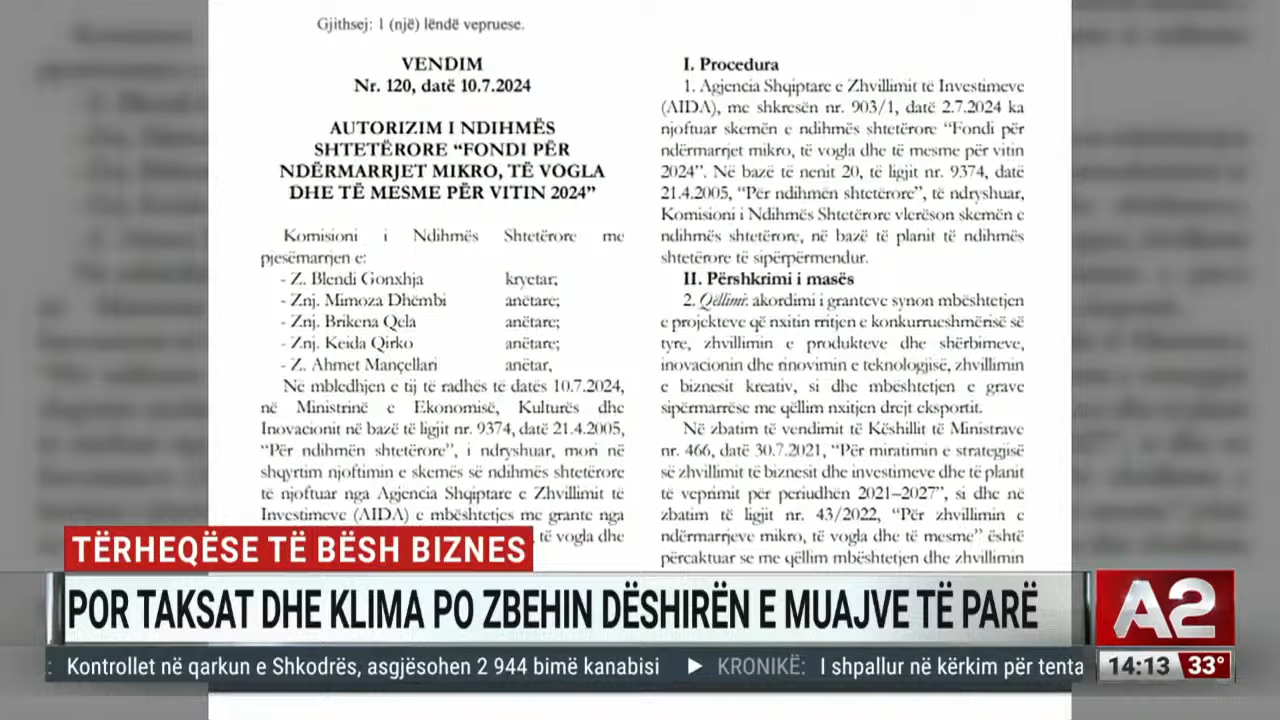 Gjithsej: 1 (një) lëndë vepruese.
VENDIM
Nr. 120, datë 10.7.2024
AUTORIZIM I NDIHMËS
SHTETËRORE “FONDI PËR
NDËRMARRJET MIKRO, TË VOGLA
DHE TË MESME PËR VITIN 2024”
Komisioni i Ndihmës Shtetërore me
pjesëmarrjen e:
- Z. Blendi Gonxhja kryetar;
- Znj. Mimoza Dhëmbi anëtare;
- Znj. Brikena Qela anëtare;
- Znj. Keida Qirko anëtare;
- Z. Ahmet Mançellari anëtar,
Në mbledhjen e tij të radhës të datës 10.7.2024,
në Ministrinë e Ekonomisë, Kulturës dhe
Inovacionit në bazë të ligjit nr. 9374, datë 21.4.2005,
“Për ndihmën shtetërore”, i ndryshuar, mori në
shqyrtim njoftimin e skemës së ndihmës shtetërore
të njoftuar nga Agjencia Shqiptare e Zhvillimit të
Investimeve (AIDA) e mbështetjes me grante nga
të vogla dhe
I. Procedura
1. Agjencia Shqiptare e Zhvillimit të Investimeve
(AIDA), me shkresën nr. 903/1, datë 2.7.2024 ka
njoftuar skemën e ndihmës shtetërore “Fondi për
ndërmarrjet mikro, të vogla dhe të mesme për vitin
2024”. Në bazë të nenit 20, të ligjit nr. 9374, datë
21.4.2005, “Për ndihmën shtetërore”, të ndryshuar,
Komisioni i Ndihmës Shtetërore vlerëson skemën e
ndihmës shtetërore, në bazë të planit të ndihmës
shtetërore të sipërpërmendur.
II. Përshkrimi i masës
2. Qëllimi: akordimi i granteve synon mbështetjen
e projekteve që nxitin rritjen e konkurrueshmërisë së
tyre, zhvillimin e produkteve dhe shërbimeve,
inovacionin dhe rinovimin e teknologjisë, zhvillimin
e biznesit kreativ, si dhe mbështetjen e grave
sipërmarrëse me qëllim nxitjen drejt eksportit.
Në zbatim të vendimit të Këshillit të Ministrave
nr. 466, datë 30.7.2021, “Për miratimin e strategjisë
së zhvillimit të biznesit dhe investimeve dhe të planit
të veprimit për periudhën 2021–2027”, si dhe në
zbatim të ligjit nr. 43/2022, “Për zhvillimin e
ndërmarrjeve mikro, të vogla dhe të mesme” është
përcaktuar se me qëllim mbështetjen dhe zhvillimin
TËRHEQËSE TË BËSH BIZNES
POR TAKSAT DHE KLIMA PO ZBEHIN DËSHIRËN E MUAJVE TË PARË
A2
: Kontrollet në qarkun e Shkodrës, asgjësohen 2 944 bimë kanabisi ▶ KRONIKË: I shpallur në kërkim për tenta
14:13 33°